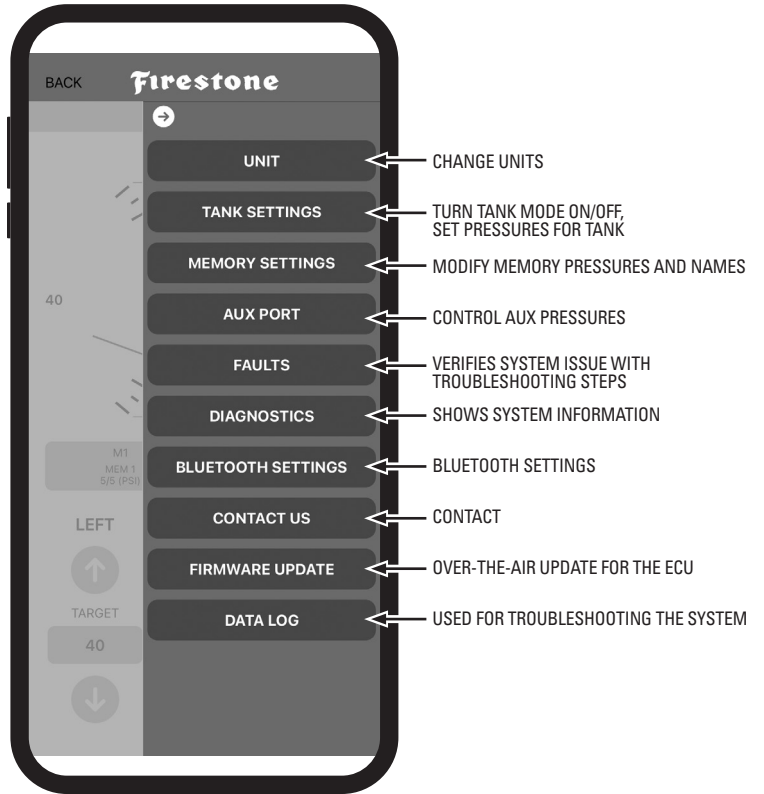 BACK
Firestone
UNIT
CHANGE UNITS
TANK SETTINGS
TURN TANK MODE ON/OFF,
SET PRESSURES FOR TANK
MEMORY SETTINGS
MODIFY MEMORY PRESSURES AND NAMES
40
AUX PORT
CONTROL AUX PRESSURES
FAULTS
VERIFIES SYSTEM ISSUE WITH
TROUBLESHOOTING STEPS
DIAGNOSTICS
SHOWS SYSTEM INFORMATION
M1
MEM 1
5/5 (PSI)
BLUETOOTH SETTINGS
BLUETOOTH SETTINGS
LEFT
CONTACT US
CONTACT
FIRMWARE UPDATE
OVER-THE-AIR UPDATE FOR THE ECU
TARGET
40
DATA LOG
USED FOR TROUBLESHOOTING THE SYSTEM